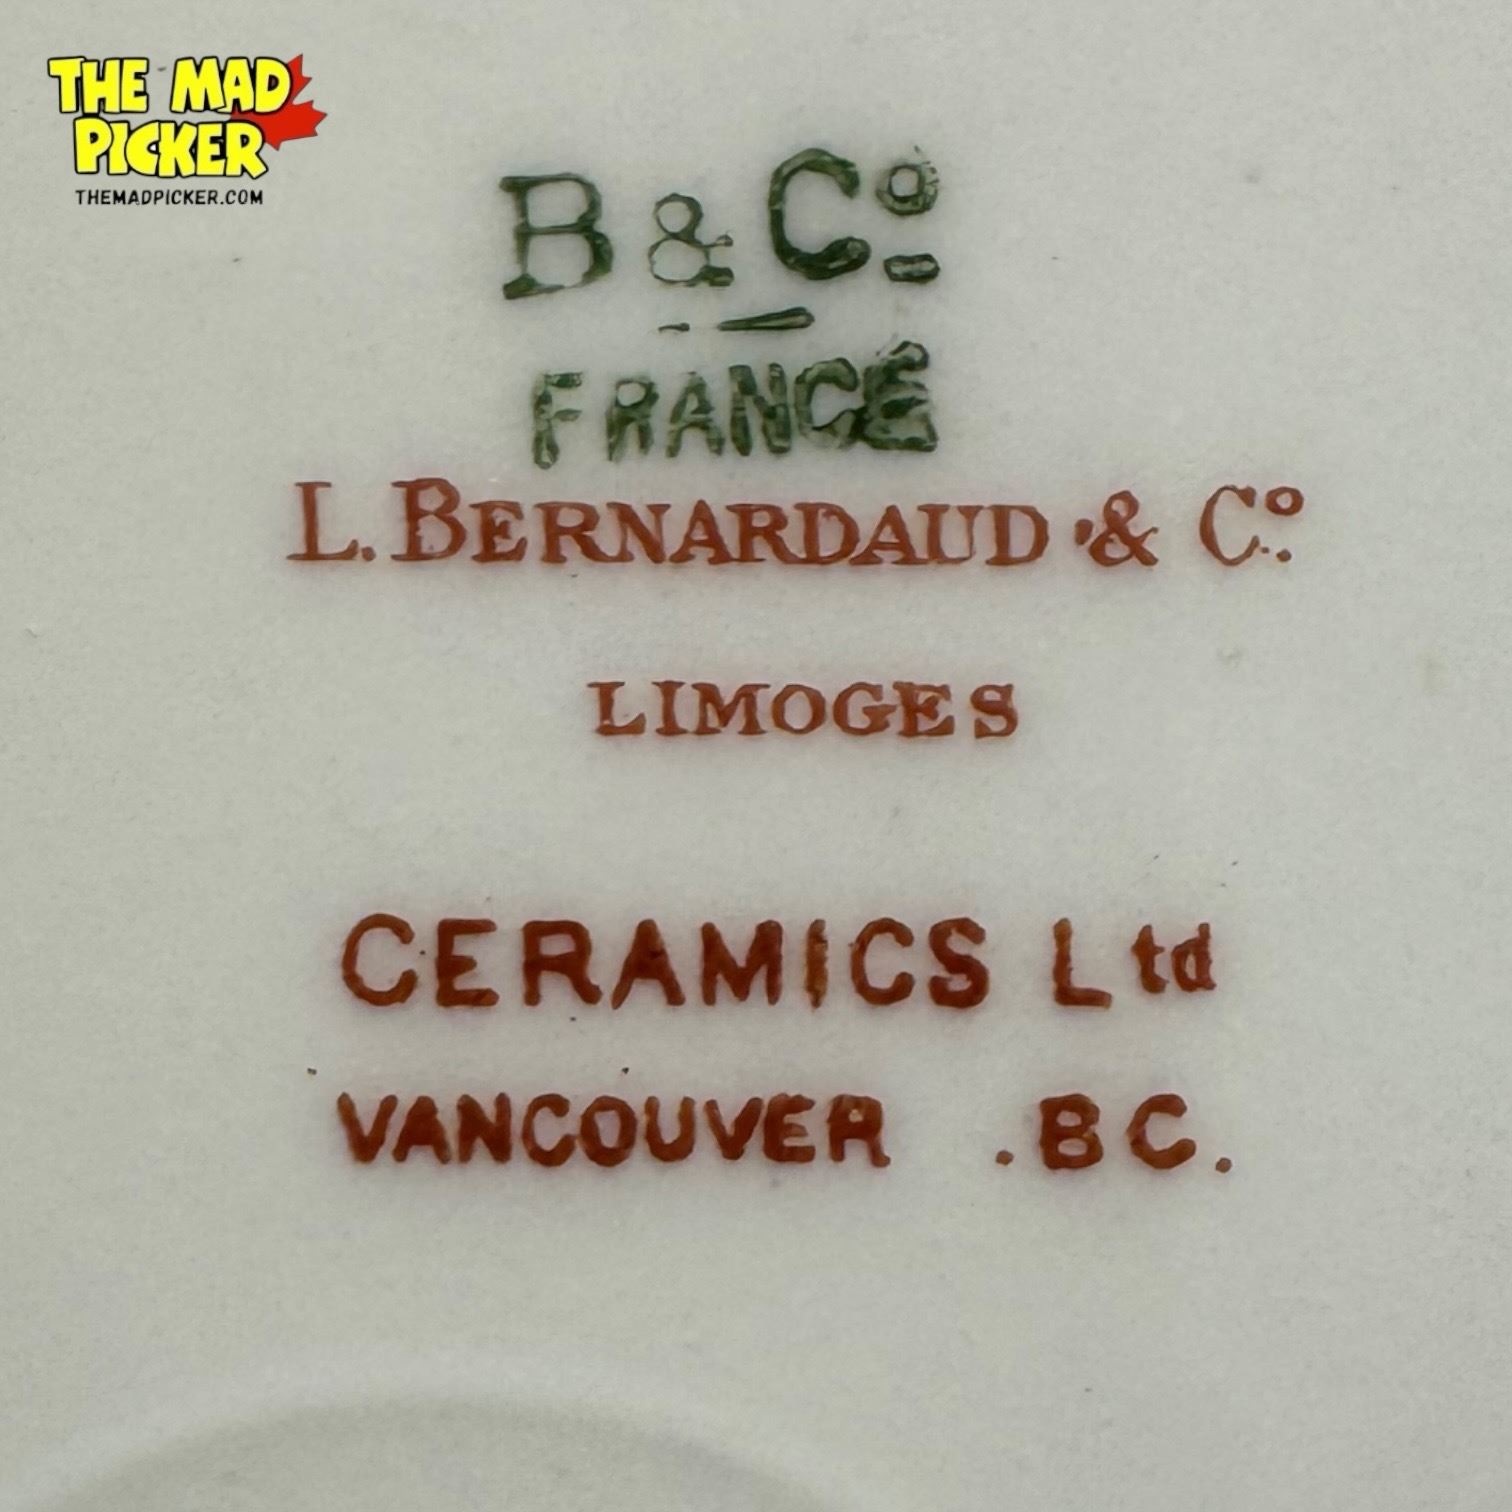 THE MAD
PICKER
THEMADPICKER.COM
B & Cº
FRANCE
L. BERNARDAUD & Cº
LIMOGES
CERAMICS Ltd
VANCOUVER .BC.